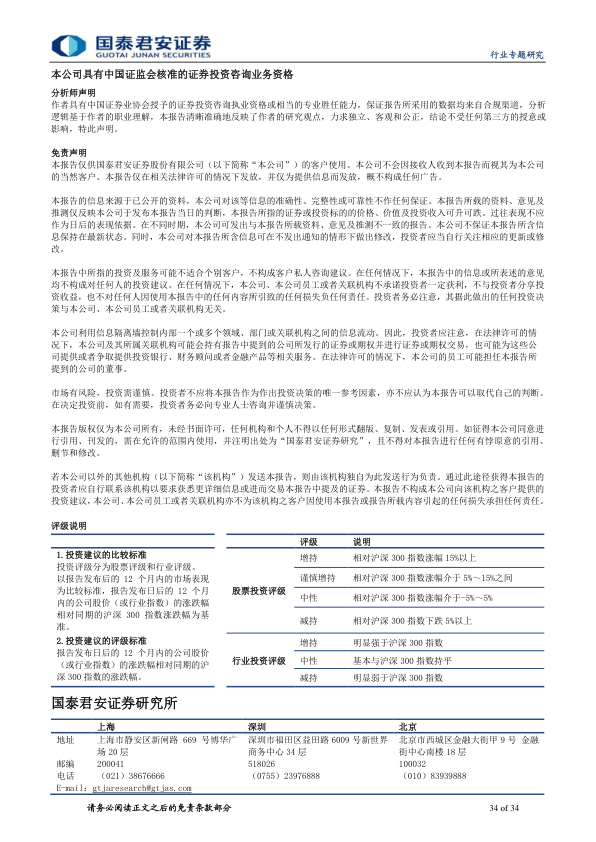 国泰君安证券
GUOTAI JUNAN SECURITIES
行业专题研究
本公司具有中国证监会核准的证券投资咨询业务资格
分析师声明
作者具有中国证券业协会授予的证券投资咨询执业资格或相当的专业胜任能力，保证报告所采用的数据均来自合规渠道，分析
逻辑基于作者的职业理解，本报告清晰准确地反映了作者的研究观点，力求独立、客观和公正，结论不受任何第三方的授意或
影响，特此声明。
免责声明
本报告仅供国泰君安证券股份有限公司（以下简称“本公司”）的客户使用。本公司不会因接收人收到本报告而视其为本公司
的当然客户。本报告仅在相关法律许可的情况下发放，并仅为提供信息而发放，概不构成任何广告。
本报告的信息来源于已公开的资料，本公司对该等信息的准确性、完整性或可靠性不作任何保证。本报告所载的资料、意见及
推测仅反映本公司于发布本报告当日的判断，本报告所指的证券或投资标的的价格、价值及投资收入可升可跌。过往表现不应
作为日后的表现依据。在不同时期，本公司可发出与本报告所载资料、意见及推测不一致的报告。本公司不保证本报告所含信
息保持在最新状态。同时，本公司对本报告所含信息可在不发出通知的情形下做出修改，投资者应当自行关注相应的更新或修
改。
本报告中所指的投资及服务可能不适合个别客户，不构成客户私人咨询建议。在任何情况下，本报告中的信息或所表述的意见
均不构成对任何人的投资建议。在任何情况下，本公司、本公司员工或者关联机构不承诺投资者一定获利，不与投资者分享投
资收益，也不对任何人因使用本报告中的任何内容所引致的任何损失负任何责任。投资者务必注意，其据此做出的任何投资决
策与本公司、本公司员工或者关联机构无关。
本公司利用信息隔离墙控制内部一个或多个领域、部门或关联机构之间的信息流动。因此，投资者应注意，在法律许可的情
况下，本公司及其所属关联机构可能会持有报告中提到的公司所发行的证券或期权并进行证券或期权交易，也可能为这些公
司提供或者争取提供投资银行、财务顾问或者金融产品等相关服务。在法律许可的情况下，本公司的员工可能担任本报告所
提到的公司的董事。
市场有风险，投资需谨慎。投资者不应将本报告作为作出投资决策的唯一参考因素，亦不应认为本报告可以取代自己的判断。
在决定投资前，如有需要，投资者务必向专业人士咨询并谨慎决策。
本报告版权仅为本公司所有，未经书面许可，任何机构和个人不得以任何形式翻版、复制、发表或引用。如征得本公司同意进
行引用、刊发的，需在允许的范围内使用，并注明出处为“国泰君安证券研究”，且不得对本报告进行任何有悖原意的引用、
删节和修改。
若本公司以外的其他机构（以下简称“该机构”）发送本报告，则由该机构独自为此发送行为负责。通过此途径获得本报告的
投资者应自行联系该机构以要求获悉更详细信息或进而交易本报告中提及的证券。本报告不构成本公司向该机构之客户提供的
投资建议，本公司、本公司员工或者关联机构亦不为该机构之客户因使用本报告或报告所载内容引起的任何损失承担任何责任。
评级说明
评级 说明
1.投资建议的比较标准
投资评级分为股票评级和行业评级。
以报告发布后的 12 个月内的市场表现
为比较标准，报告发布日后的 12 个月
内的公司股价（或行业指数）的涨跌幅
相对同期的沪深 300 指数涨跌幅为基
准。
2.投资建议的评级标准
报告发布日后的 12 个月内的公司股价
（或行业指数）的涨跌幅相对同期的沪
深 300 指数的涨跌幅。
股票投资评级
增持 相对沪深 300 指数涨幅 15%以上
谨慎增持 相对沪深 300 指数涨幅介于 5%～15%之间
中性 相对沪深 300 指数涨幅介于-5%～5%
减持 相对沪深 300 指数下跌 5%以上
行业投资评级
增持 明显强于沪深 300 指数
中性 基本与沪深 300 指数持平
减持 明显弱于沪深 300 指数
国泰君安证券研究所
上海 深圳 北京
地址 上海市静安区新闸路 669 号博华广 深圳市福田区益田路 6009 号新世界 北京市西城区金融大街甲 9 号 金融
场 20 层 商务中心 34 层 街中心南楼 18 层
邮编 200041 518026 100032
电话 （021）38676666 （0755）23976888 （010）83939888
E-mail：gtjaresearch@gtjas.com
请务必阅读正文之后的免责条款部分
34 of 34